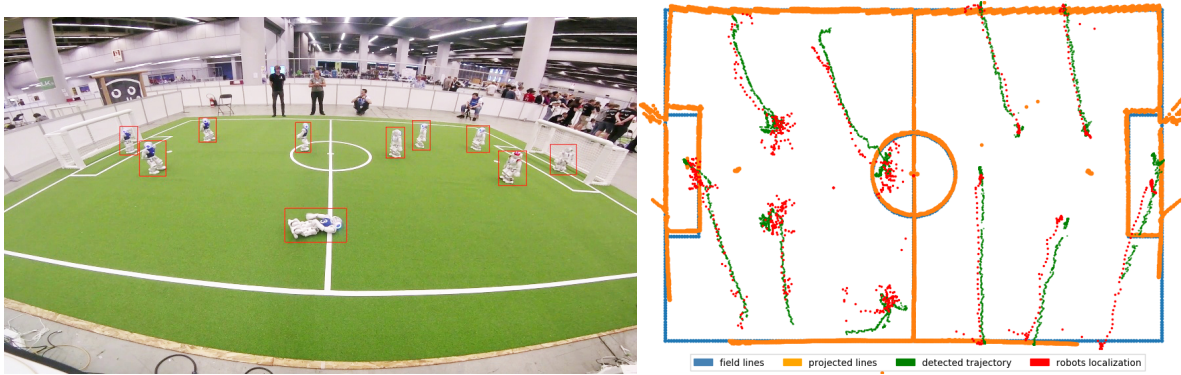 field lines
projected lines
detected trajectory
robots localization